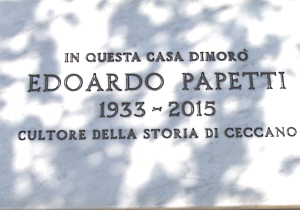 IN QUESTA CASA DIMORÒ
EDOARDO PAPETTI
1933 ~ 2015
CULTORE DELLA STORIA DI CECCANO